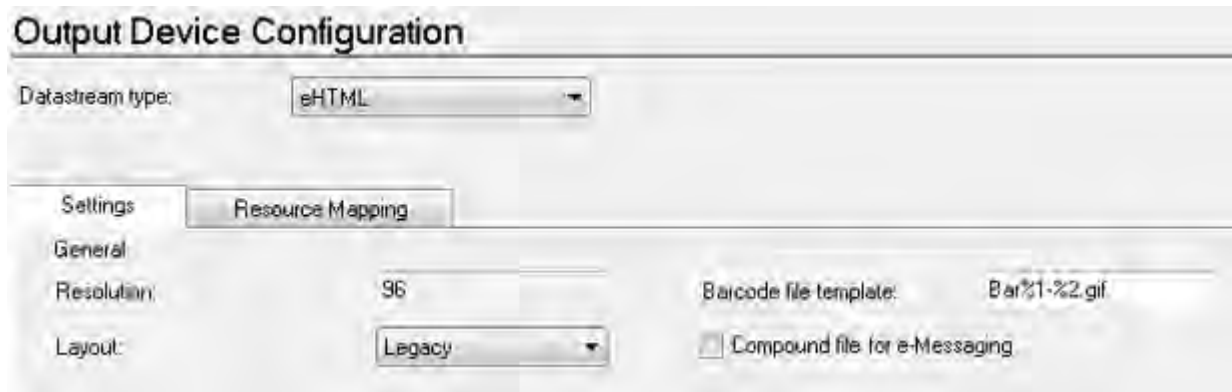 Output Device Configuration
Datastream type: eHTML
Settings Resource Mapping
General
Resolution: 96 Barcode file template: Bar%1-%2.gif
Layout: Legacy Compound file for e-Messaging